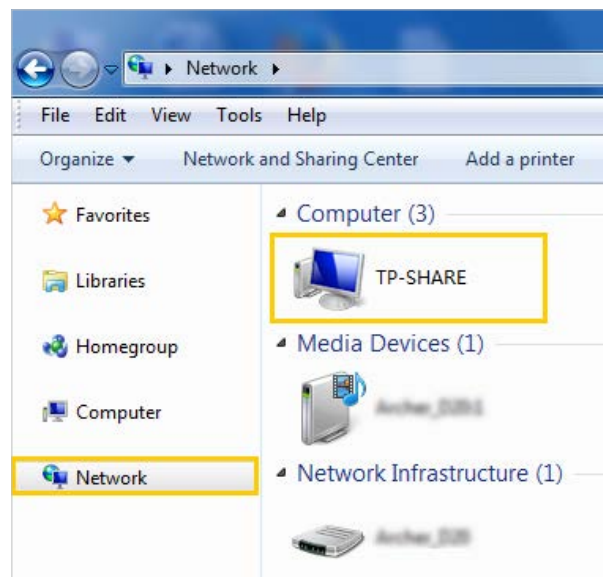 Network
File Edit View Tools Help
Organize Network and Sharing Center Add a printer
Favorites
Libraries
Homegroup
Computer
Network
Computer (3)
TP-SHARE
Media Devices (1)
Network Infrastructure (1)